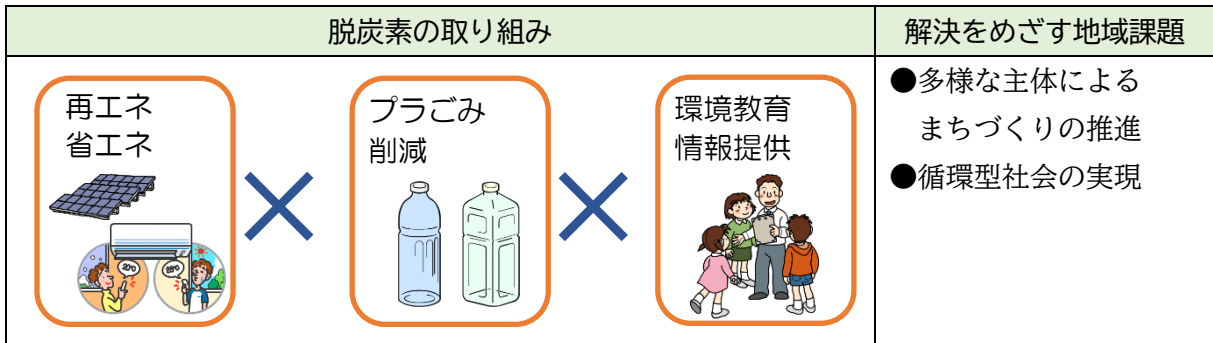 脱炭素の取り組み
解決をめざす地域課題
再エネ
省エネ
20℃
28℃
×
プラごみ
削減
×
環境教育
情報提供
●多様な主体による
まちづくりの推進
●循環型社会の実現